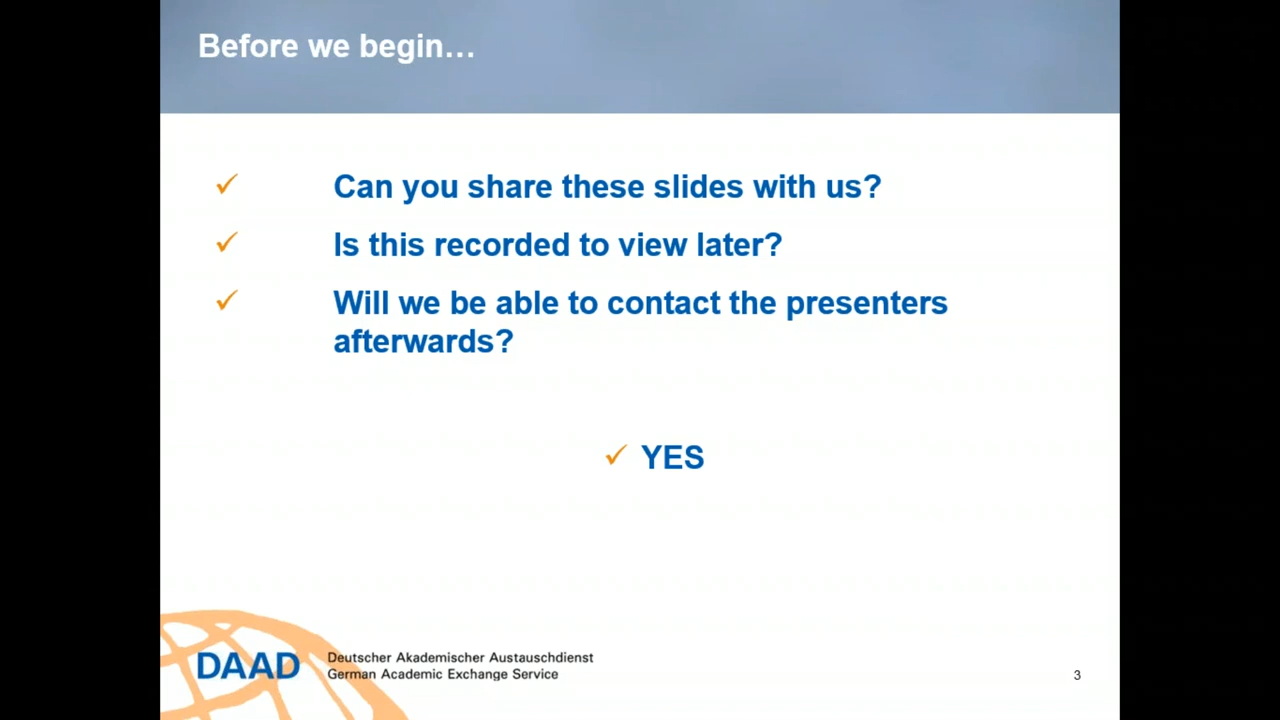 Before we begin…
✓ Can you share these slides with us?
✓ Is this recorded to view later?
✓ Will we be able to contact the presenters
afterwards?
✓ YES
DAAD
Deutscher Akademischer Austauschdienst
German Academic Exchange Service
3